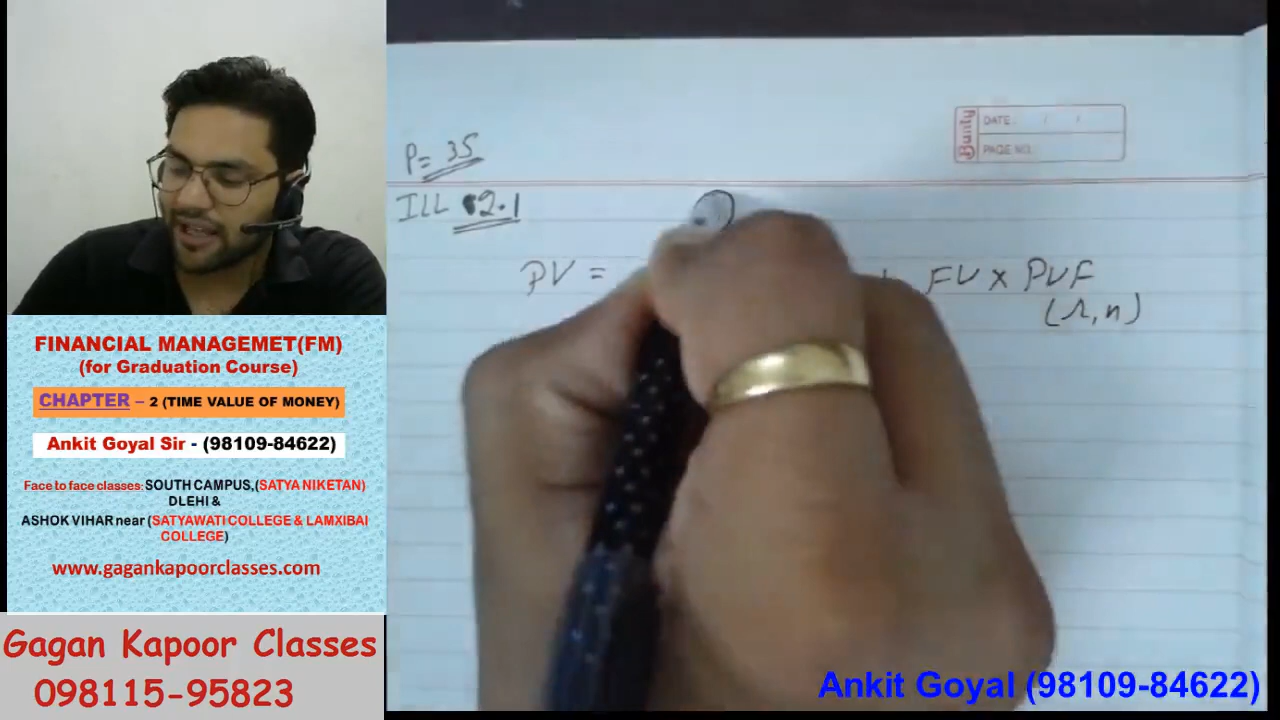 FINANCIAL MANAGEMET(FM)
(for Graduation Course)
CHAPTER – 2 (TIME VALUE OF MONEY)
Ankit Goyal Sir - (98109-84622)
Face to face classes: SOUTH CAMPUS,(SATYA NIKETAN)
DLEHI &
ASHOK VIHAR near (SATYAWATI COLLEGE & LAMXIBAI
COLLEGE)
www.gagankapoorclasses.com
Gagan Kapoor Classes
098115-95823
Bunty
DATE: / /
PAGE NO.:
P= 35
ILL 2.1
PV = + FV × PVF
(r,n)
Ankit Goyal (98109-84622)